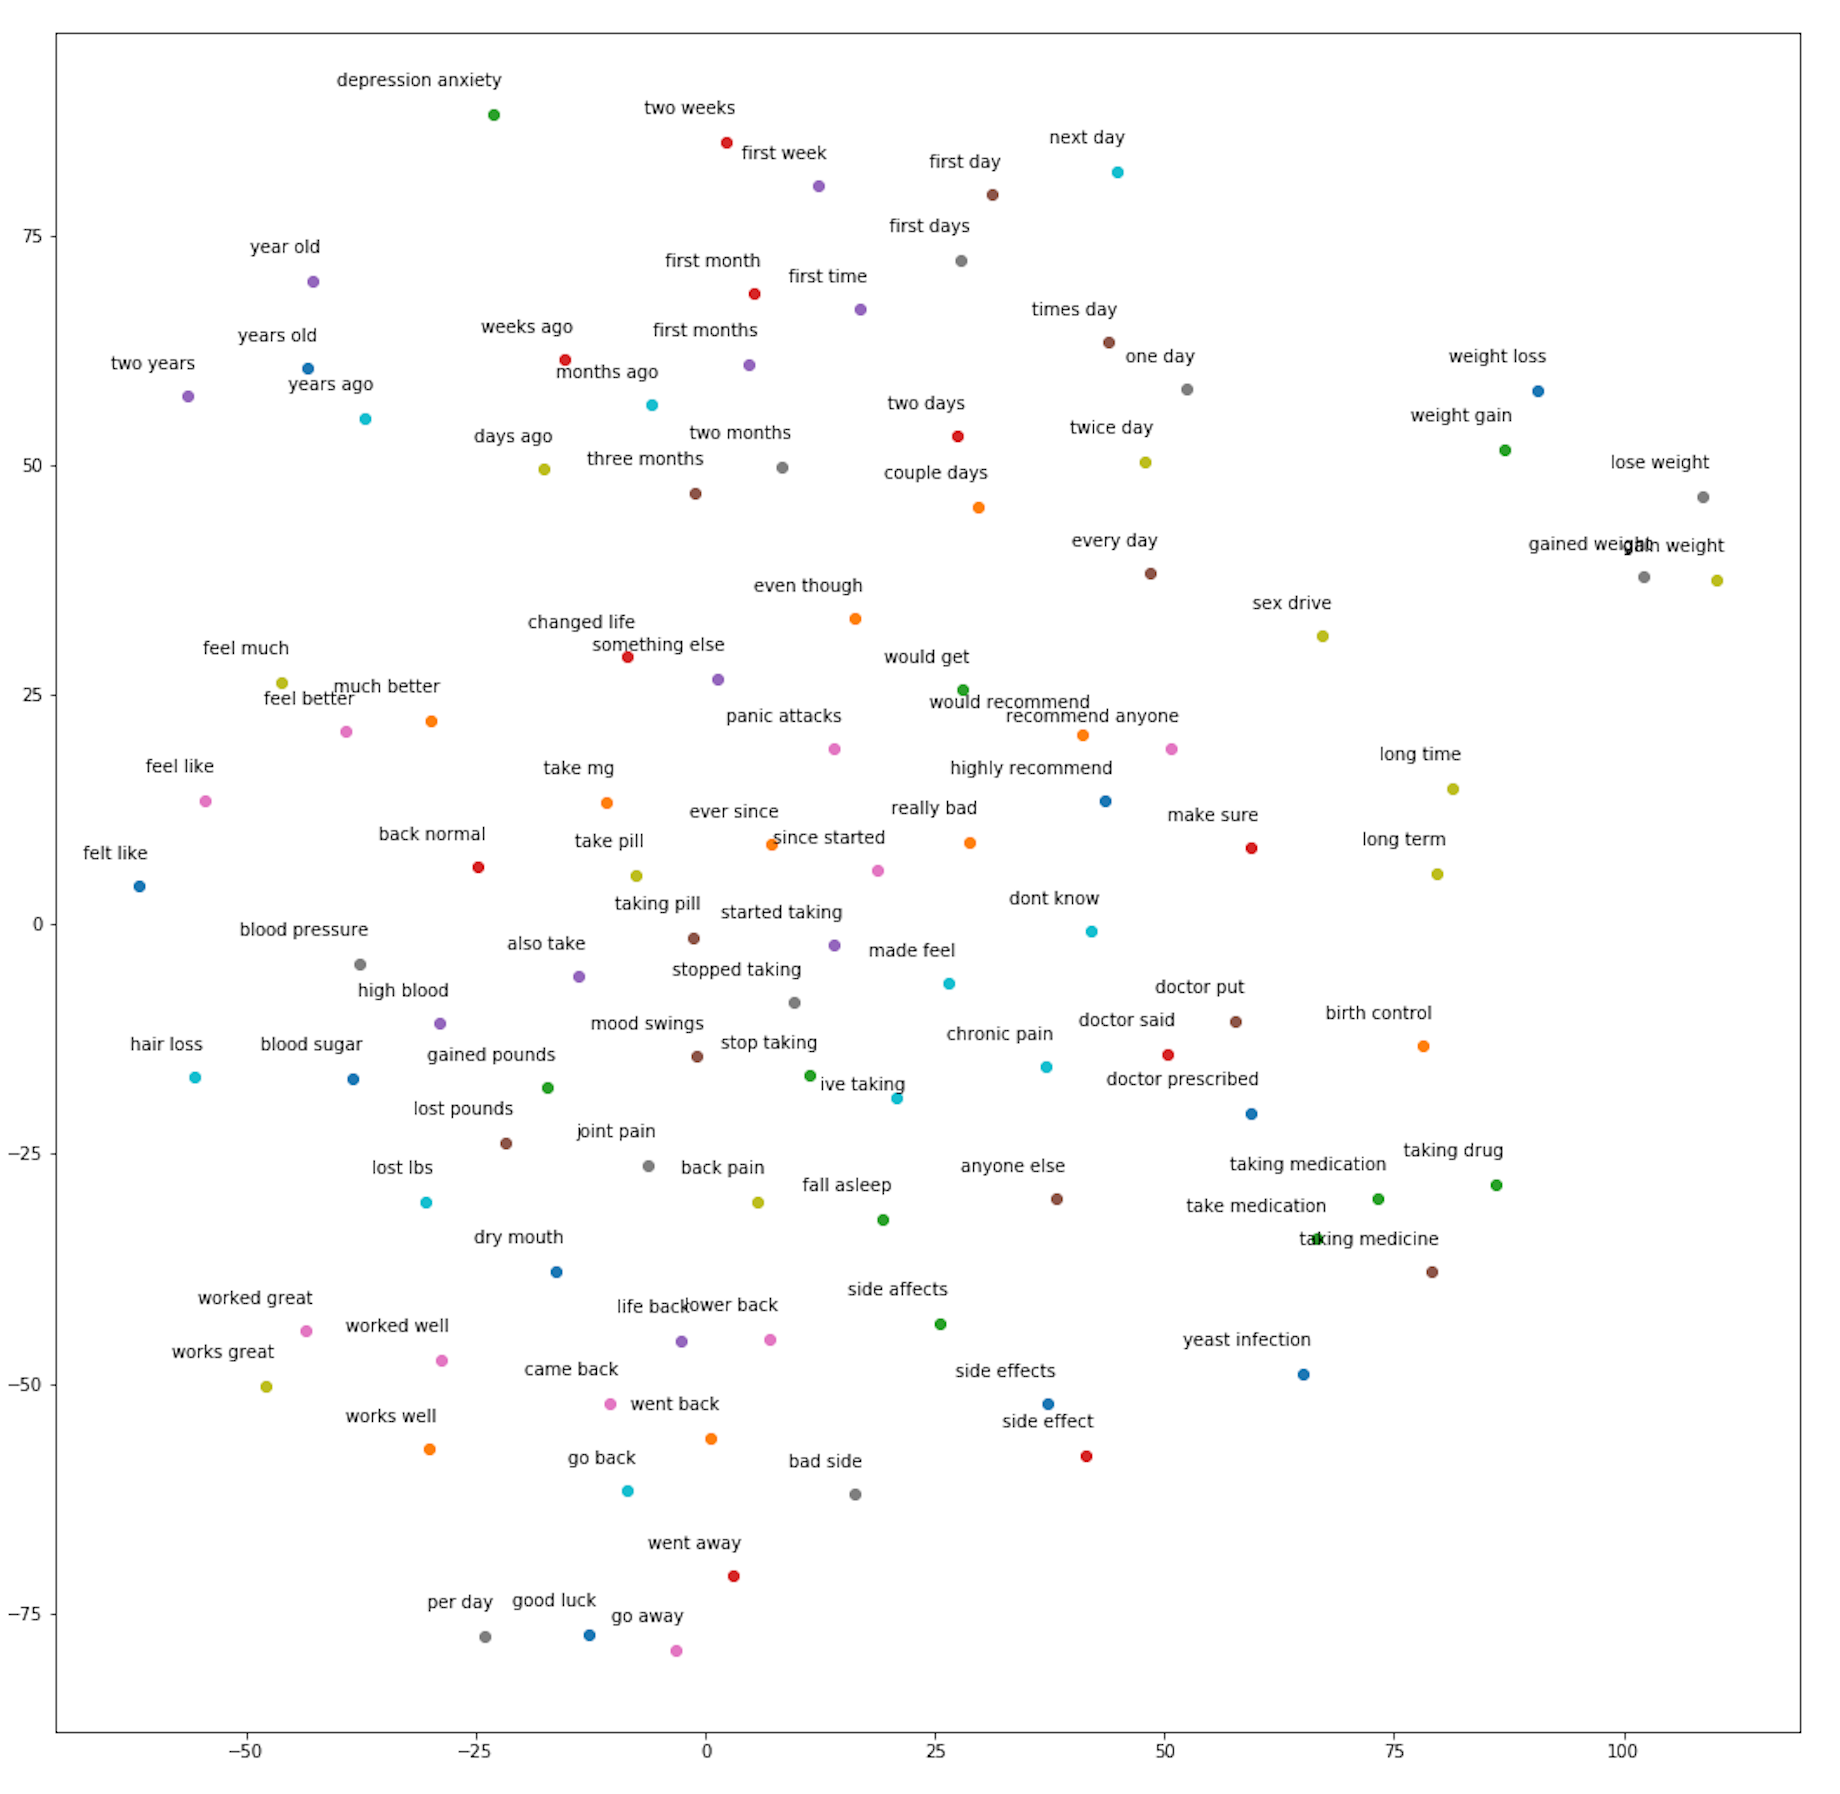 depression anxiety
two weeks
next day
first week
first day
first days
75
year old
first month
first time
times day
weeks ago
first months
years old
one day
weight loss
two years
months ago
years ago
two days
weight gain
twice day
two months
days ago
three months
50
lose weight
couple days
every day
gained weight
gain weight
even though
sex drive
changed life
something else
feel much
would get
25
much better
feel better
would recommend
panic attacks
recommend anyone
long time
feel like
take mg
highly recommend
ever since
really bad
make sure
back normal
take pill
since started
long term
felt like
taking pill
dont know
started taking
0
blood pressure
also take
made feel
stopped taking
high blood
doctor put
birth control
mood swings
doctor said
chronic pain
hair loss
blood sugar
stop taking
gained pounds
ive taking
doctor prescribed
lost pounds
joint pain
−25
taking drug
lost lbs
back pain
anyone else
taking medication
fall asleep
take medication
dry mouth
taking medicine
side affects
worked great
life back
lower back
worked well
yeast infection
works great
came back
side effects
−50
went back
works well
side effect
go back
bad side
went away
per day
good luck
−75
go away
−50
−25
0
25
50
75
100